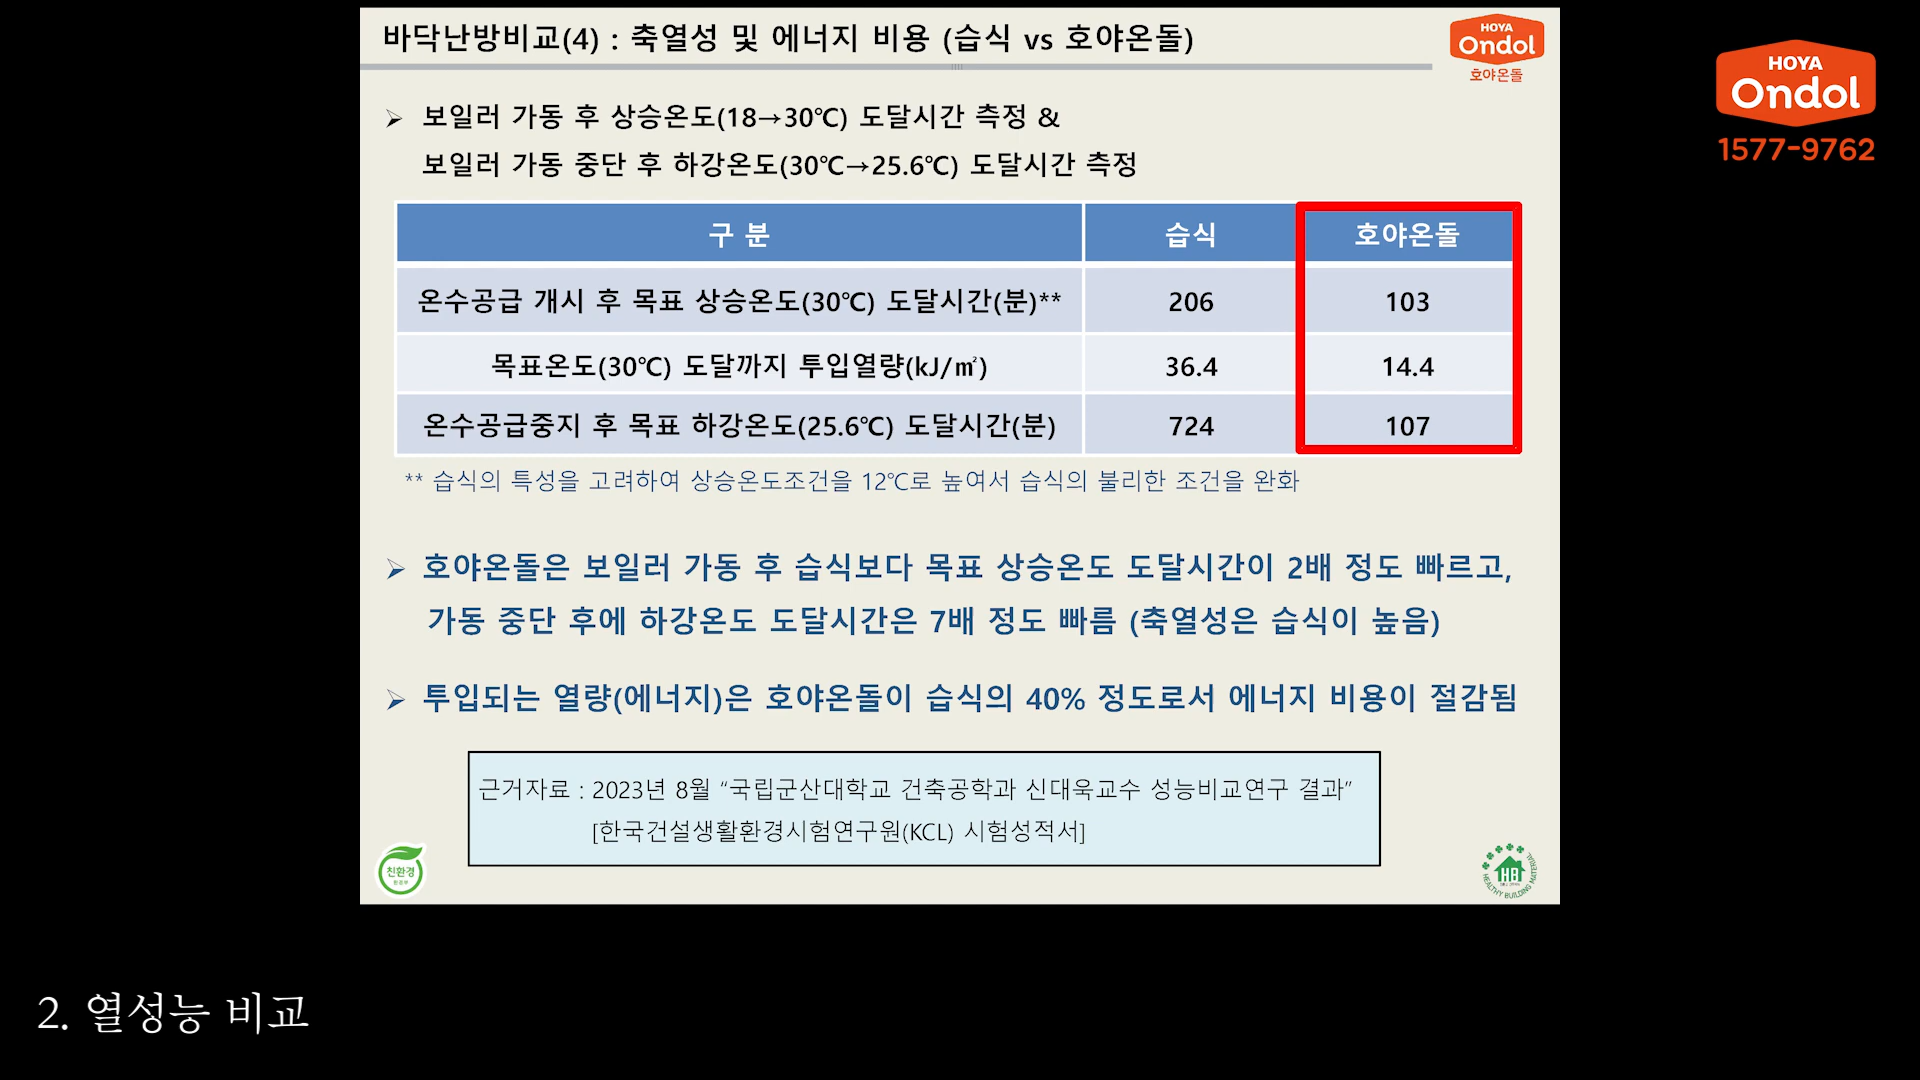 바닥난방비교(4) : 축열성 및 에너지 비용 (습식 vs 호야온돌)
HOYA
Ondol
호야온돌
HOYA
Ondol
1577-9762
➢ 보일러 가동 후 상승온도(18→30℃) 도달시간 측정 &
보일러 가동 중단 후 하강온도(30℃→25.6℃) 도달시간 측정
구 분 습식 호야온돌
온수공급 개시 후 목표 상승온도(30℃) 도달시간(분)** 206 103
목표온도(30℃) 도달까지 투입열량(kJ/㎡) 36.4 14.4
온수공급중지 후 목표 하강온도(25.6℃) 도달시간(분) 724 107
** 습식의 특성을 고려하여 상승온도조건을 12℃로 높여서 습식의 불리한 조건을 완화
➢ 호야온돌은 보일러 가동 후 습식보다 목표 상승온도 도달시간이 2배 정도 빠르고,
가동 중단 후에 하강온도 도달시간은 7배 정도 빠름 (축열성은 습식이 높음)
➢ 투입되는 열량(에너지)은 호야온돌이 습식의 40% 정도로서 에너지 비용이 절감됨
근거자료 : 2023년 8월 “국립군산대학교 건축공학과 신대욱교수 성능비교연구 결과”
[한국건설생활환경시험연구원(KCL) 시험성적서]
친환경
HB
HEALTHY BUILDING MATERIAL
2. 열성능 비교